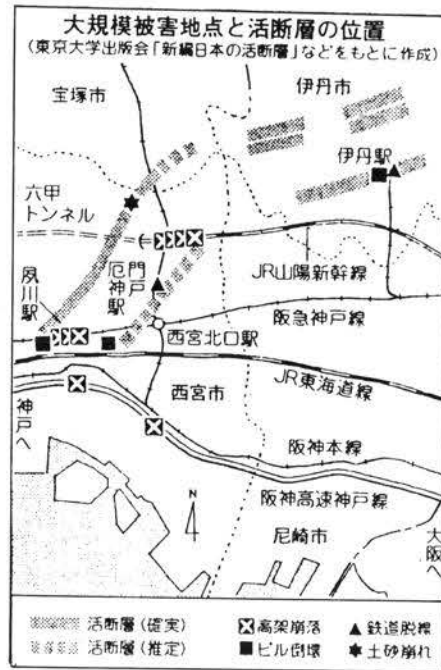 大規模被害地点と活断層の位置
(東京大学出版会「新編日本の活断層」などをもとに作成)
宝塚市
伊丹市
伊丹駅
六甲
トンネル
夙川駅
門戸厄神駅
JR山陽新幹線
阪急神戸線
西宮北口駅
JR東海道線
西宮市
神戸へ
阪神本線
阪神高速神戸線
N
尼崎市
大阪へ
活断層(確実)
高架崩落
鉄道脱線
活断層(推定)
ビル倒壊
土砂崩れ